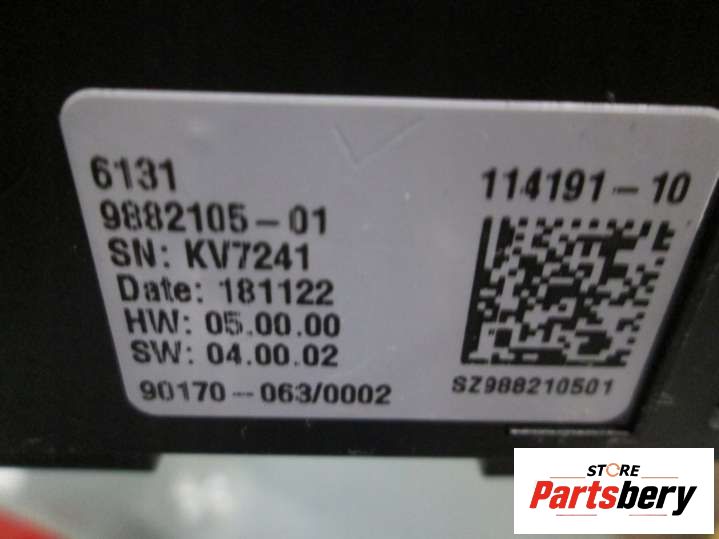 6131
9882105-01
SN: KV7241
Date: 181122
HW: 05.00.00
SW: 04.00.02
90170-063/0002
114191-10
SZ988210501
STORE
Partsbery